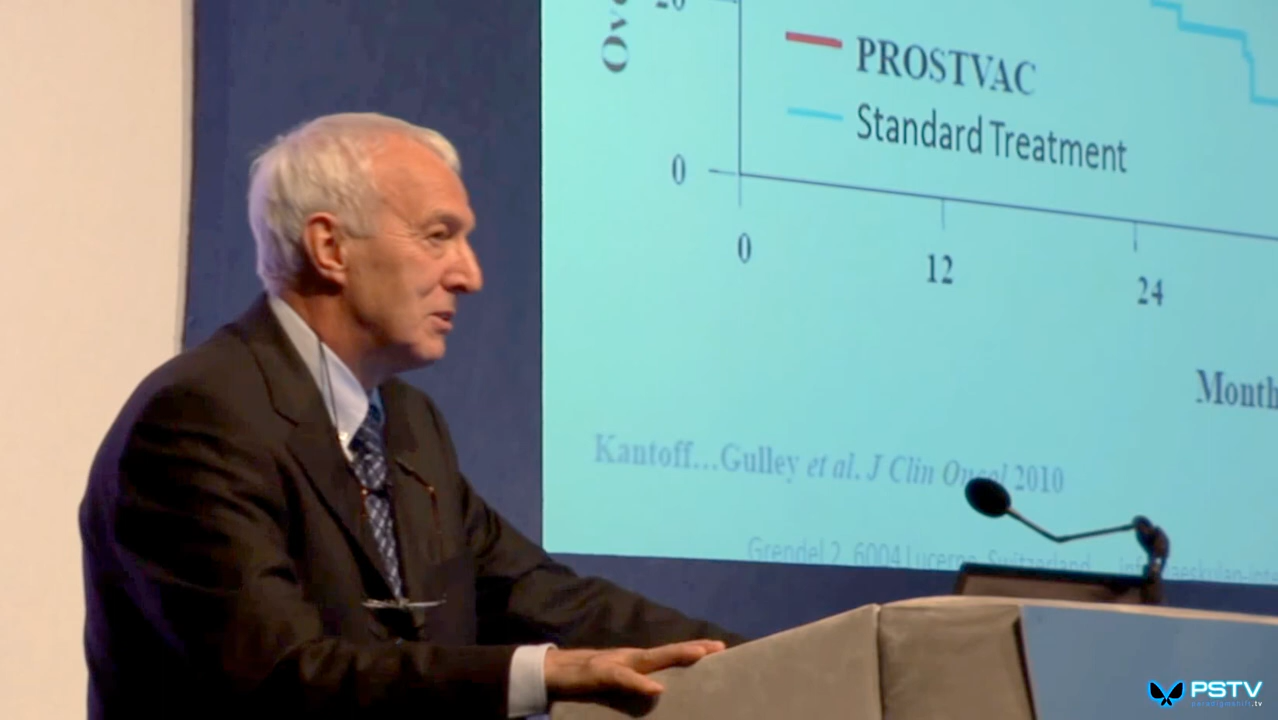 20
PROSTVAC
Standard Treatment
0
0
12
24
Month
Kantoff...Gulley et al. J Clin Oncol 2010
Grendel 2, 6004 Lucerne, Switzerland
PSTV